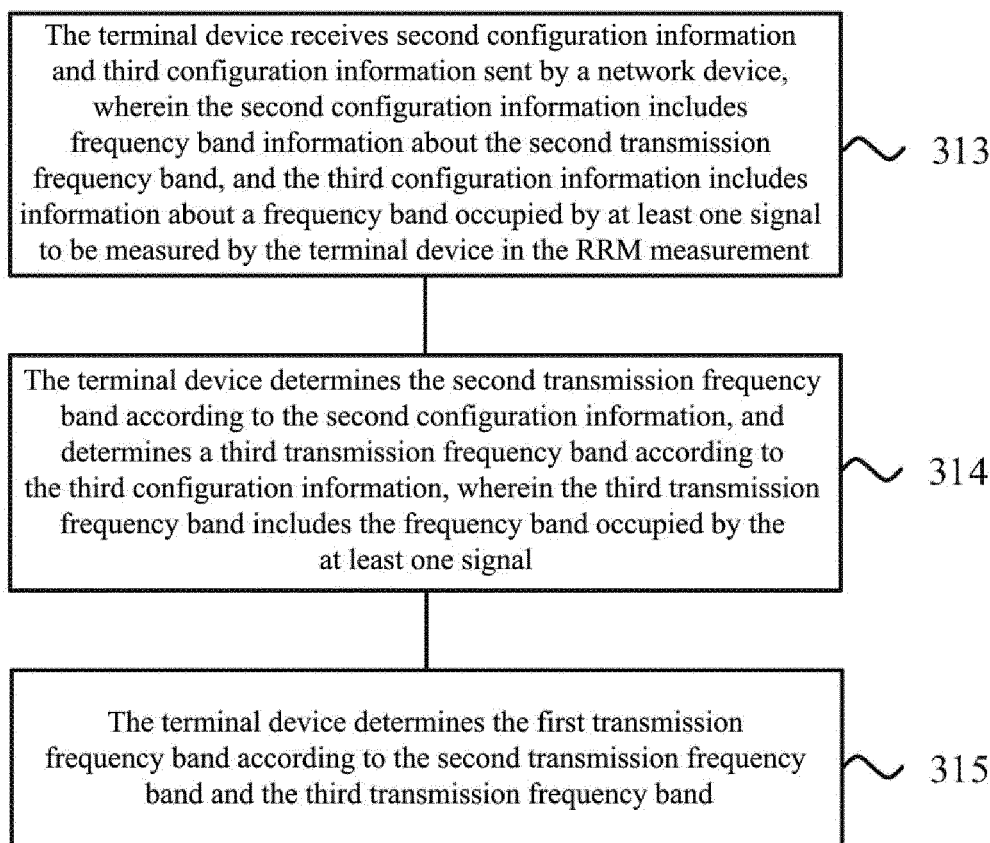 The terminal device receives second configuration information
and third configuration information sent by a network device,
wherein the second configuration information includes
frequency band information about the second transmission
frequency band, and the third configuration information includes
information about a frequency band occupied by at least one signal
to be measured by the terminal device in the RRM measurement
313
The terminal device determines the second transmission frequency
band according to the second configuration information, and
determines a third transmission frequency band according to
the third configuration information, wherein the third transmission
frequency band includes the frequency band occupied by the
at least one signal
314
The terminal device determines the first transmission
frequency band according to the second transmission frequency
band and the third transmission frequency band
315